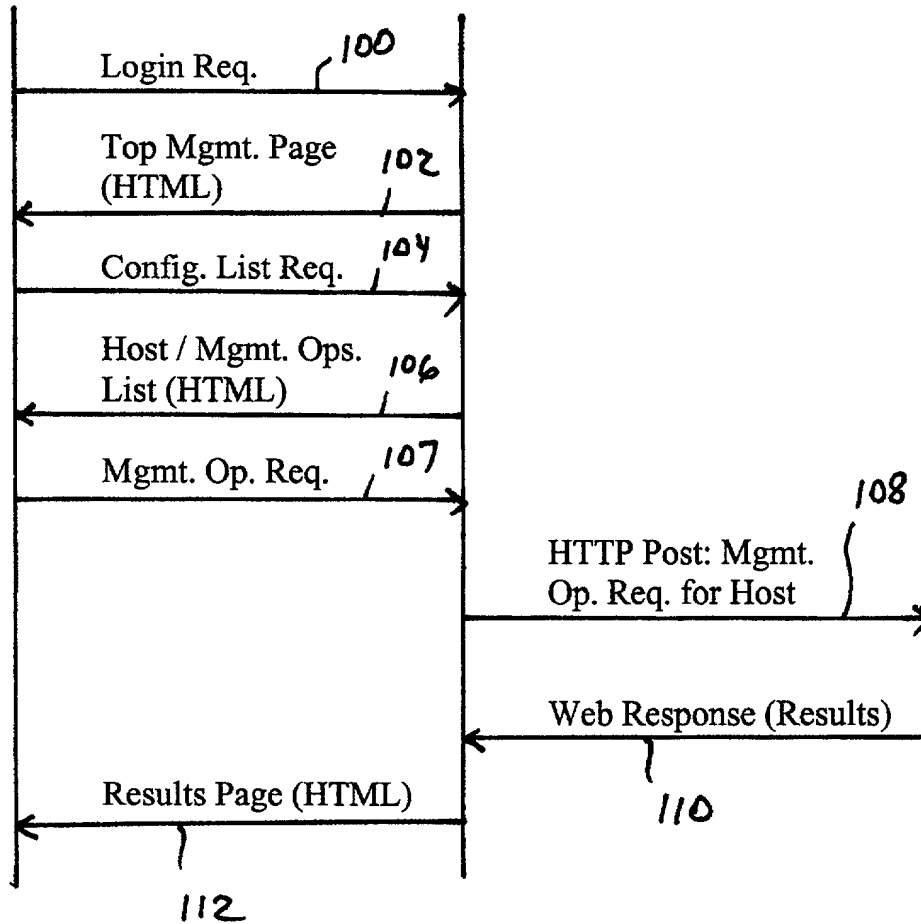 100
Login Req.
Top Mgmt. Page
(HTML)
102
104
Config. List Req.
Host / Mgmt. Ops.
List (HTML)
106
107
Mgmt. Op. Req.
108
HTTP Post: Mgmt.
Op. Req. for Host
Web Response (Results)
110
Results Page (HTML)
112